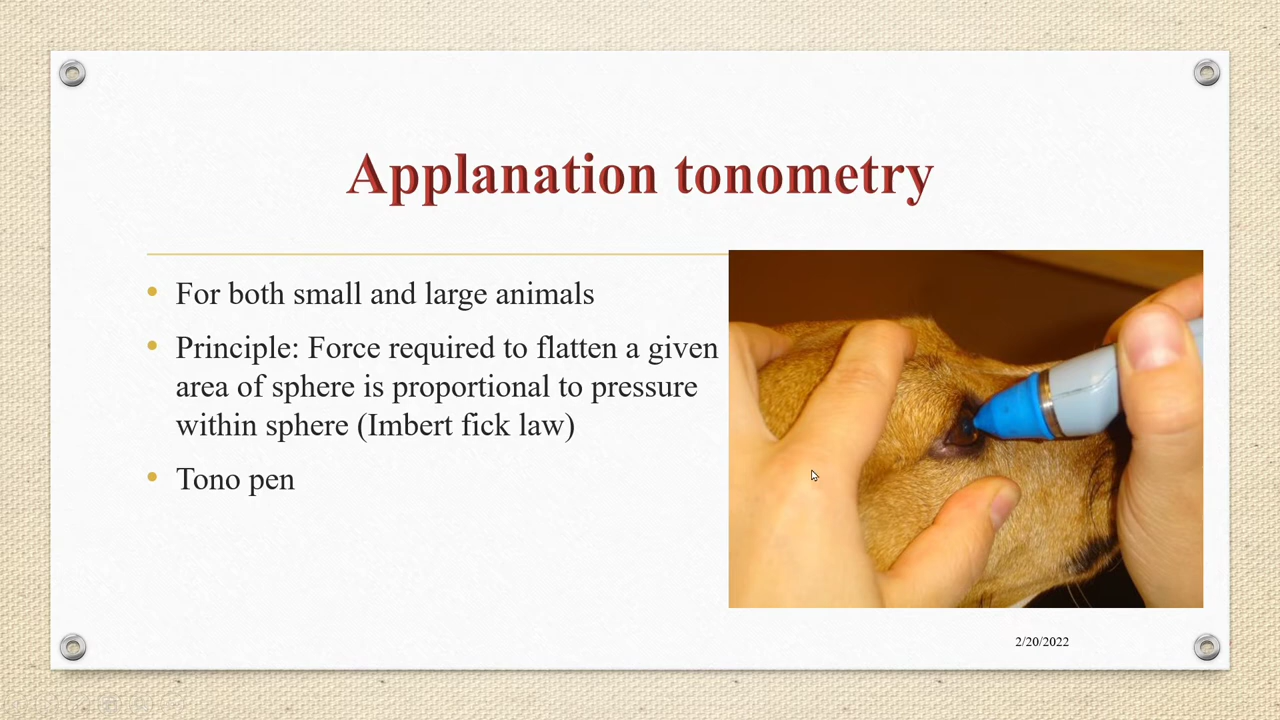 Applanation tonometry
• For both small and large animals
• Principle: Force required to flatten a given
area of sphere is proportional to pressure
within sphere (Imbert fick law)
• Tono pen
2/20/2022